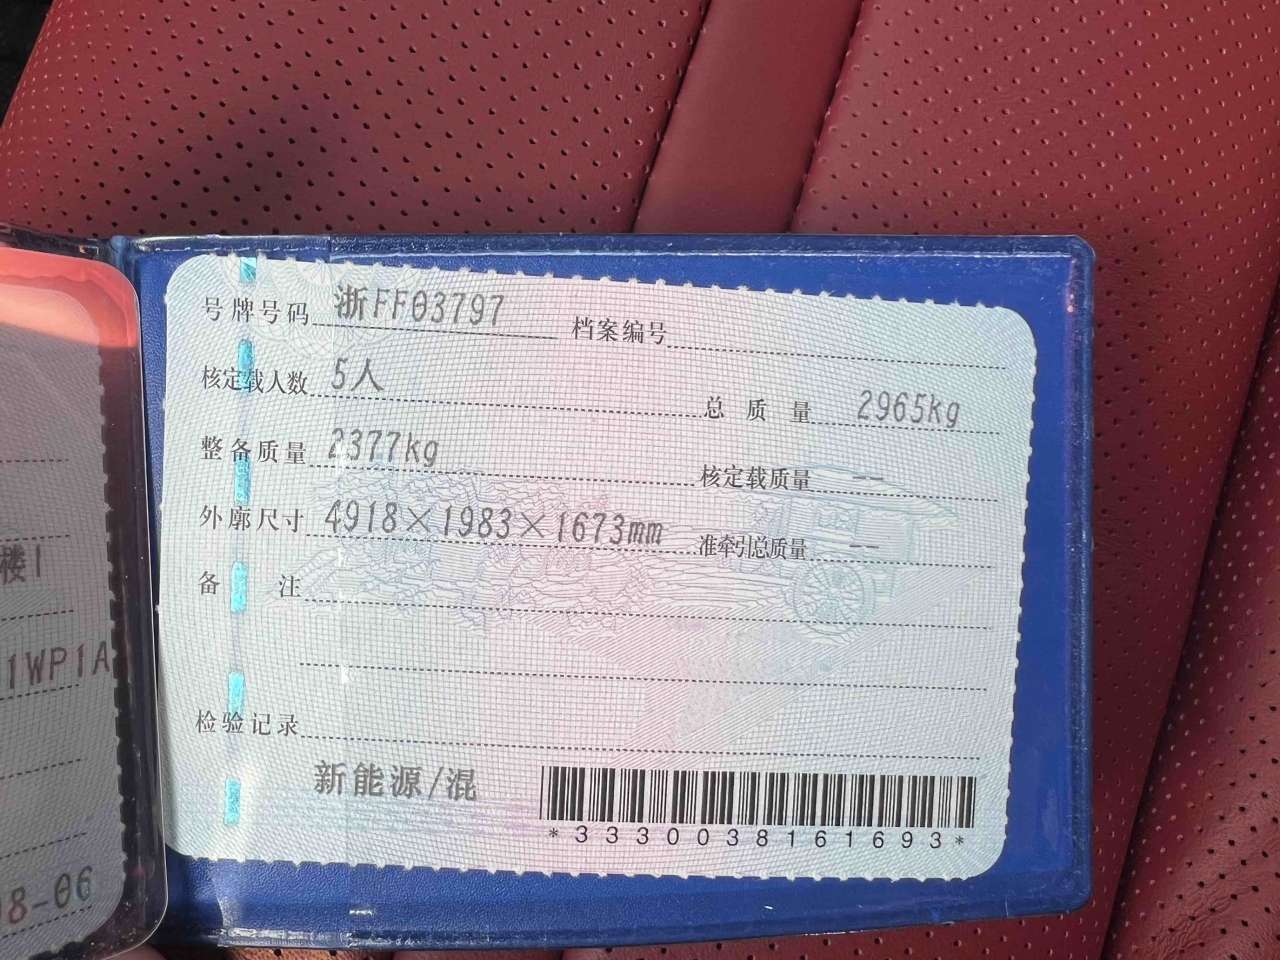 号牌号码 浙FF03797 档案编号
核定载人数 5人 总质量 2965kg
整备质量 2377kg 核定载质量 --
外廓尺寸 4918×1983×1673mm 准牵引总质量 --
备注
检验记录
新能源/混
*3330038161693*
楼1
1WP1A
08-06